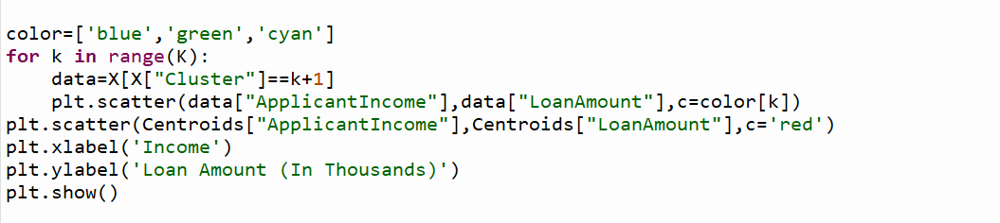 color=['blue','green','cyan']
for k in range(K):
    data=X[X["Cluster"]==k+1]
    plt.scatter(data["ApplicantIncome"],data["LoanAmount"],c=color[k])
plt.scatter(Centroids["ApplicantIncome"],Centroids["LoanAmount"],c='red')
plt.xlabel('Income')
plt.ylabel('Loan Amount (In Thousands)')
plt.show()